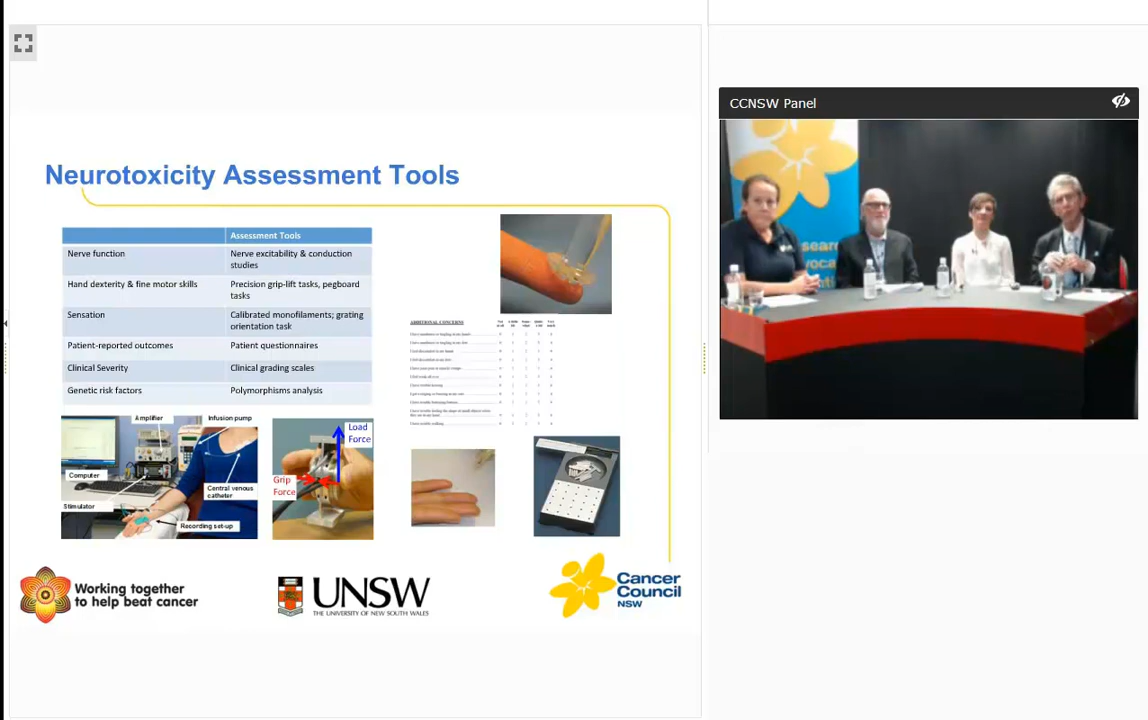 CCNSW Panel
Neurotoxicity Assessment Tools
Assessment Tools
Nerve function
Nerve excitability & conduction
studies
Hand dexterity & fine motor skills
Precision grip-lift tasks, pegboard
tasks
Sensation
Calibrated monofilaments; grating
orientation task
Patient-reported outcomes
Patient questionnaires
Clinical Severity
Clinical grading scales
Genetic risk factors
Polymorphisms analysis
ADDITIONAL CONCERNS
Amplifier
Infusion pump
Computer
Central venous
catheter
Stimulator
Recording set-up
Load
Force
Grip
Force
Working together
to help beat cancer
UNSW
THE UNIVERSITY OF NEW SOUTH WALES
Cancer
Council
NSW